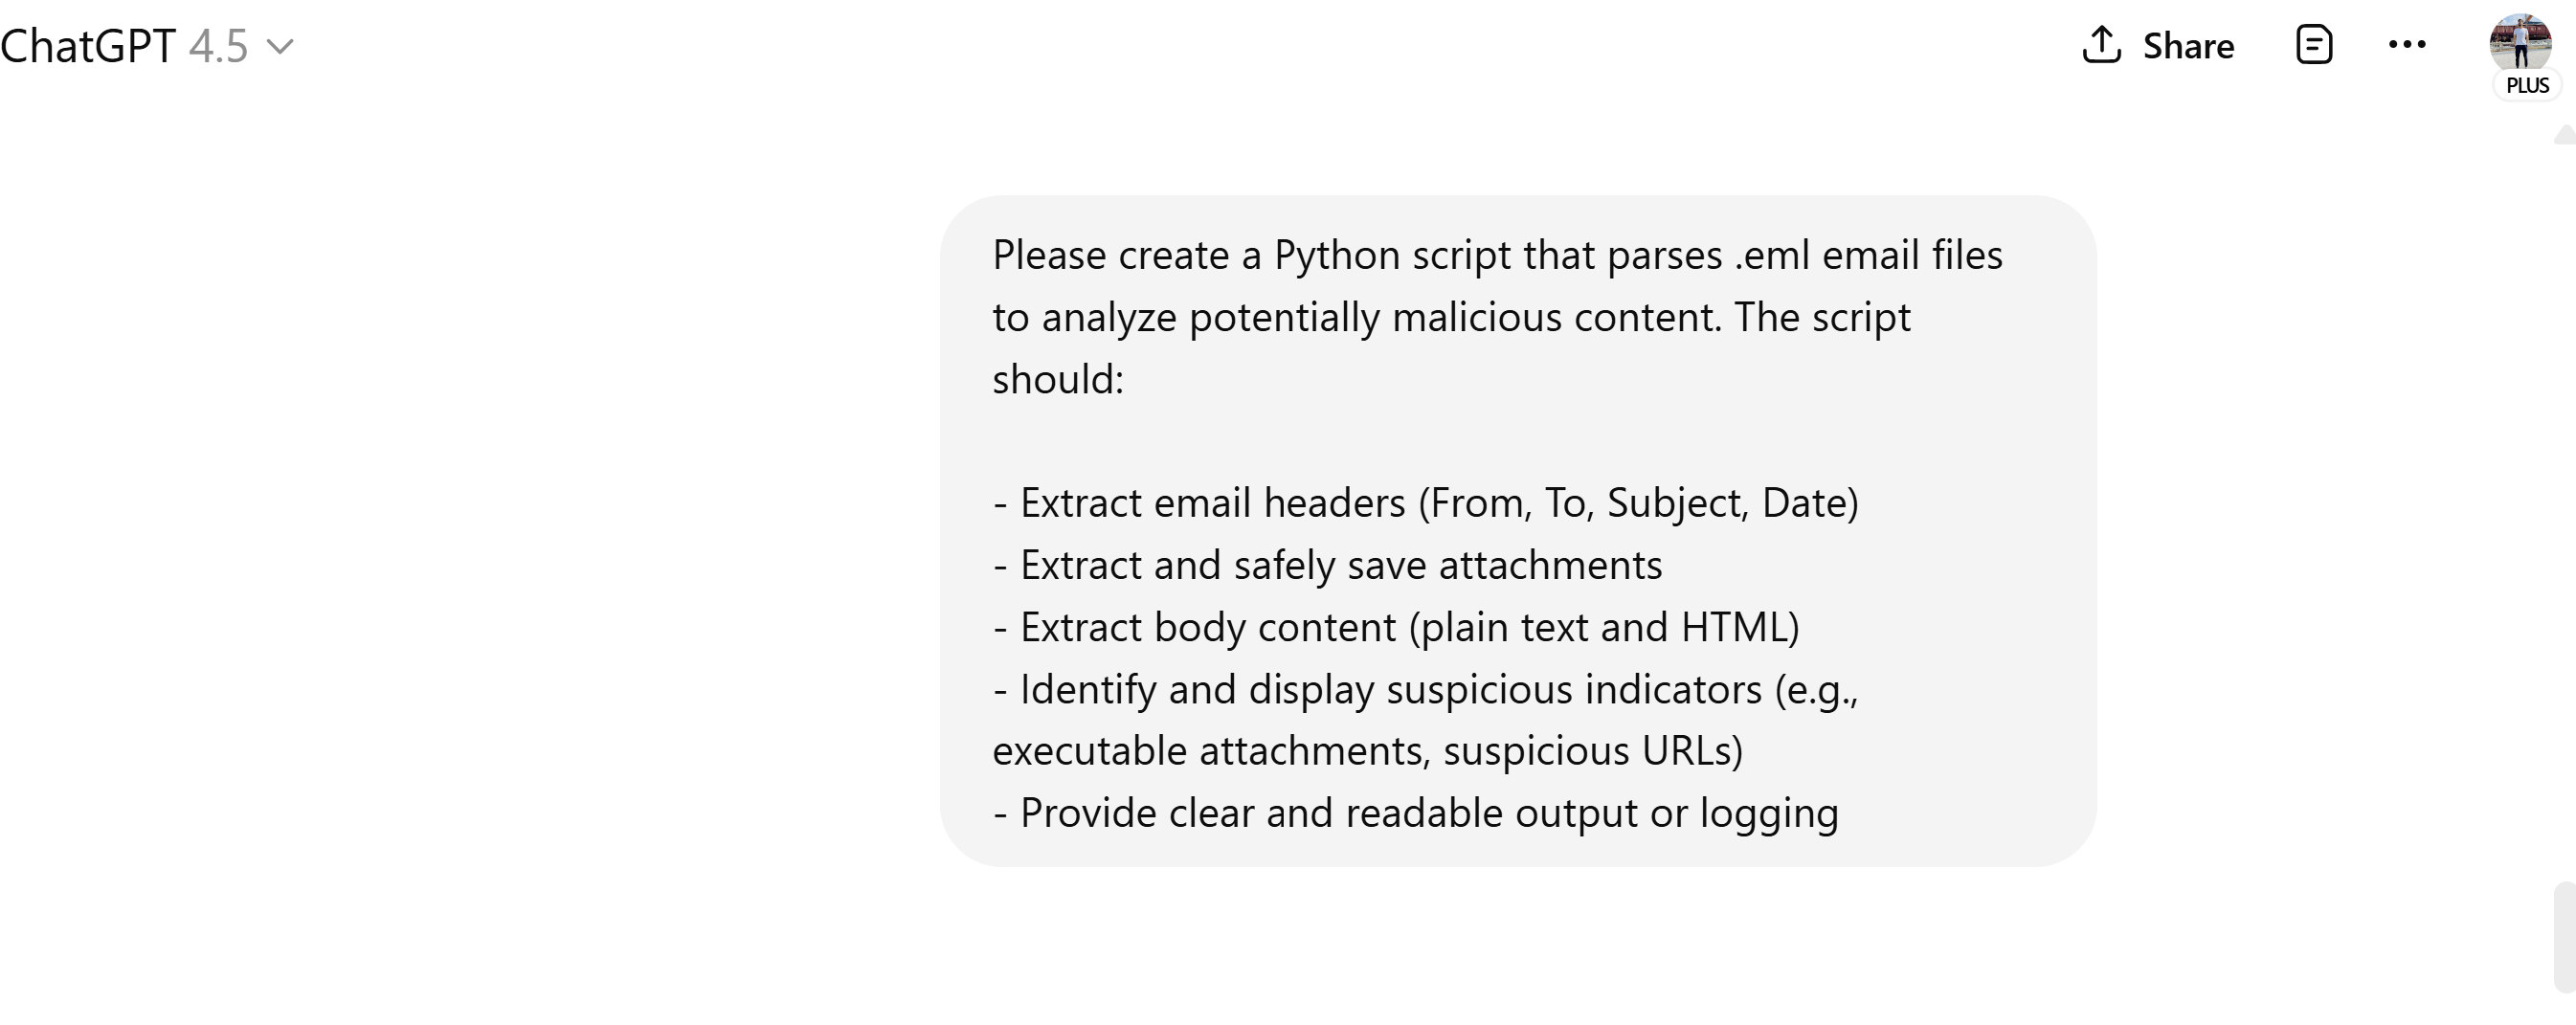 ChatGPT 4.5
Share
PLUS
Please create a Python script that parses .eml email files
to analyze potentially malicious content. The script
should:
- Extract email headers (From, To, Subject, Date)
- Extract and safely save attachments
- Extract body content (plain text and HTML)
- Identify and display suspicious indicators (e.g.,
executable attachments, suspicious URLs)
- Provide clear and readable output or logging